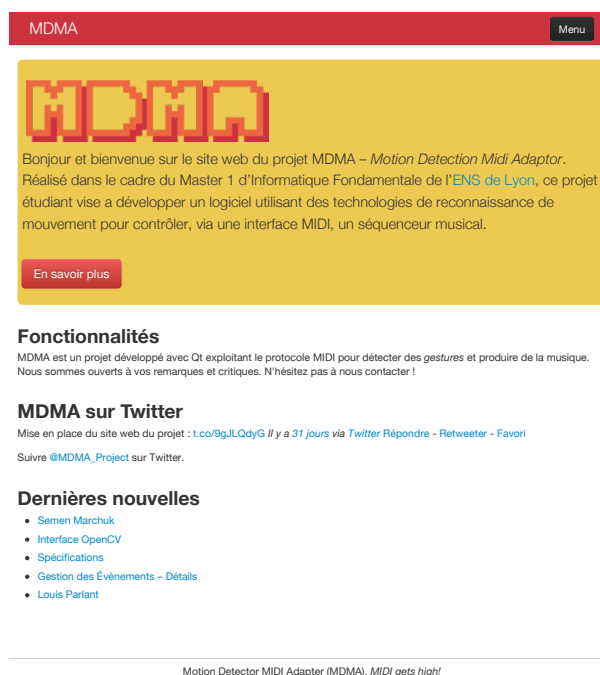 MDMA
Menu
MDMA
Bonjour et bienvenue sur le site web du projet MDMA – Motion Detection Midi Adaptor.
Réalisé dans le cadre du Master 1 d'Informatique Fondamentale de l'ENS de Lyon, ce projet
étudiant vise a développer un logiciel utilisant des technologies de reconnaissance de
mouvement pour contrôler, via une interface MIDI, un séquenceur musical.
En savoir plus
Fonctionnalités
MDMA est un projet développé avec Qt exploitant le protocole MIDI pour détecter des gestures et produire de la musique.
Nous sommes ouverts à vos remarques et critiques. N'hésitez pas à nous contacter !
MDMA sur Twitter
Mise en place du site web du projet : t.co/9gJLQdyG Il y a 31 jours via Twitter Répondre - Retweeter - Favori
Suivre @MDMA_Project sur Twitter.
Dernières nouvelles
Semen Marchuk
Interface OpenCV
Spécifications
Gestion des Évènements – Détails
Louis Parlant
Motion Detector MIDI Adapter (MDMA). MIDI gets high!